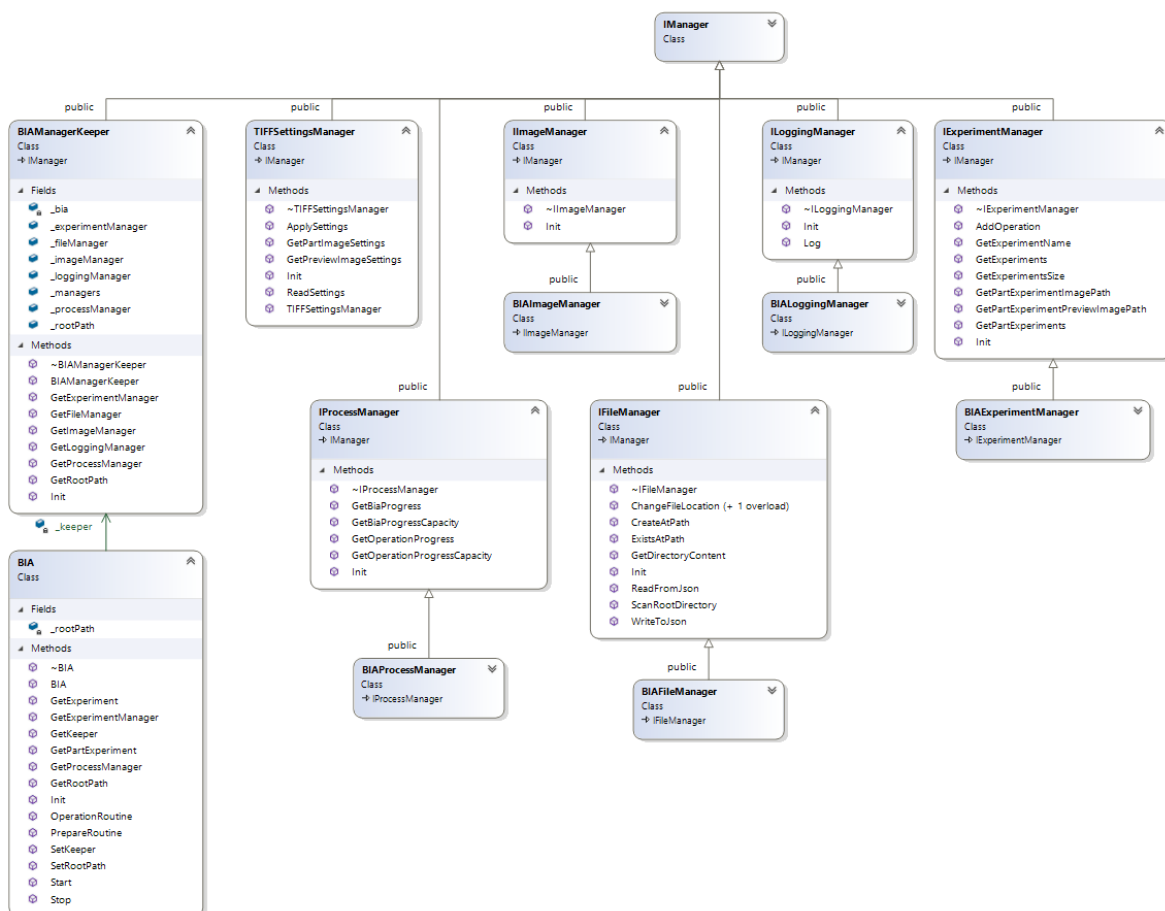 IManager
Class
public
public
public
public
public
BIAManagerKeeper
Class
IManager
Fields
_bia
_experimentManager
_fileManager
_imageManager
_loggingManager
_managers
_processManager
_rootPath
Methods
~BIAManagerKeeper
BIAManagerKeeper
GetExperimentManager
GetFileManager
GetImageManager
GetLoggingManager
GetProcessManager
GetRootPath
Init
TIFFSettingsManager
Class
IManager
Methods
~TIFFSettingsManager
ApplySettings
GetPartImageSettings
GetPreviewImageSettings
Init
ReadSettings
TIFFSettingsManager
IImageManager
Class
IManager
Methods
~IImageManager
Init
public
BIAImageManager
Class
IImageManager
ILoggingManager
Class
IManager
Methods
~ILoggingManager
Init
Log
public
BIALoggingManager
Class
ILoggingManager
IExperimentManager
Class
IManager
Methods
~IExperimentManager
AddOperation
GetExperimentName
GetExperiments
GetExperimentsSize
GetPartExperimentImagePath
GetPartExperimentPreviewImagePath
GetPartExperiments
Init
public
BIAExperimentManager
Class
IExperimentManager
public
IProcessManager
Class
IManager
Methods
~IProcessManager
GetBiaProgress
GetBiaProgressCapacity
GetOperationProgress
GetOperationProgressCapacity
Init
public
BIAProcessManager
Class
IProcessManager
public
IFileManager
Class
IManager
Methods
~IFileManager
ChangeFileLocation (+ 1 overload)
CreateAtPath
ExistsAtPath
GetDirectoryContent
Init
ReadFromJson
ScanRootDirectory
WriteToJson
public
BIAFileManager
Class
IFileManager
_keeper
BIA
Class
Fields
_rootPath
Methods
~BIA
BIA
GetExperiment
GetExperimentManager
GetKeeper
GetPartExperiment
GetProcessManager
GetRootPath
Init
OperationRoutine
PrepareRoutine
SetKeeper
SetRootPath
Start
Stop